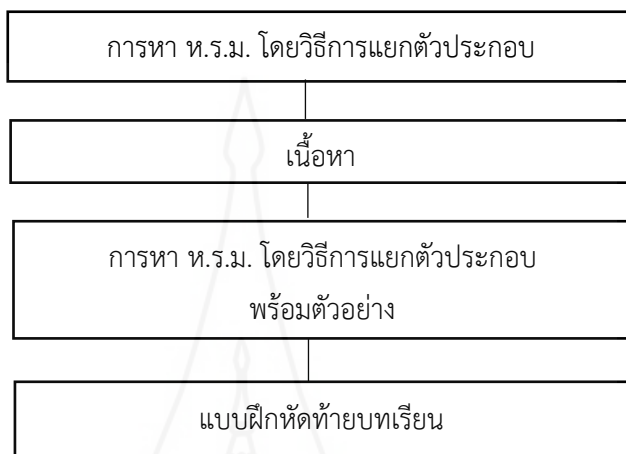 การหา ห.ร.ม. โดยวิธีการแยกตัวประกอบ
เนื้อหา
การหา ห.ร.ม. โดยวิธีการแยกตัวประกอบ
พร้อมตัวอย่าง
แบบฝึกหัดท้ายบทเรียน